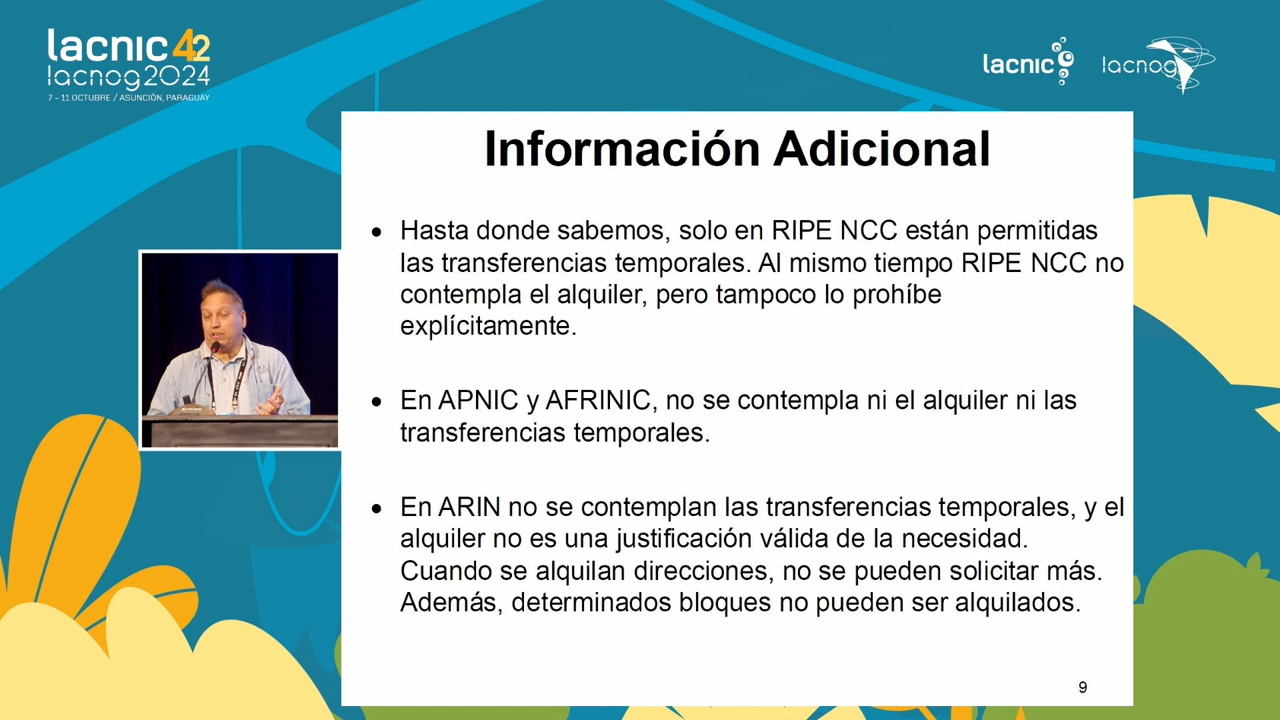 lacnic 42
lacnog2024
7 - 11 OCTUBRE / ASUNCIÓN, PARAGUAY
lacnic
lacnog
Información Adicional
• Hasta donde sabemos, solo en RIPE NCC están permitidas
las transferencias temporales. Al mismo tiempo RIPE NCC no
contempla el alquiler, pero tampoco lo prohíbe
explícitamente.
• En APNIC y AFRINIC, no se contempla ni el alquiler ni las
transferencias temporales.
• En ARIN no se contemplan las transferencias temporales, y el
alquiler no es una justificación válida de la necesidad.
Cuando se alquilan direcciones, no se pueden solicitar más.
Además, determinados bloques no pueden ser alquilados.
9